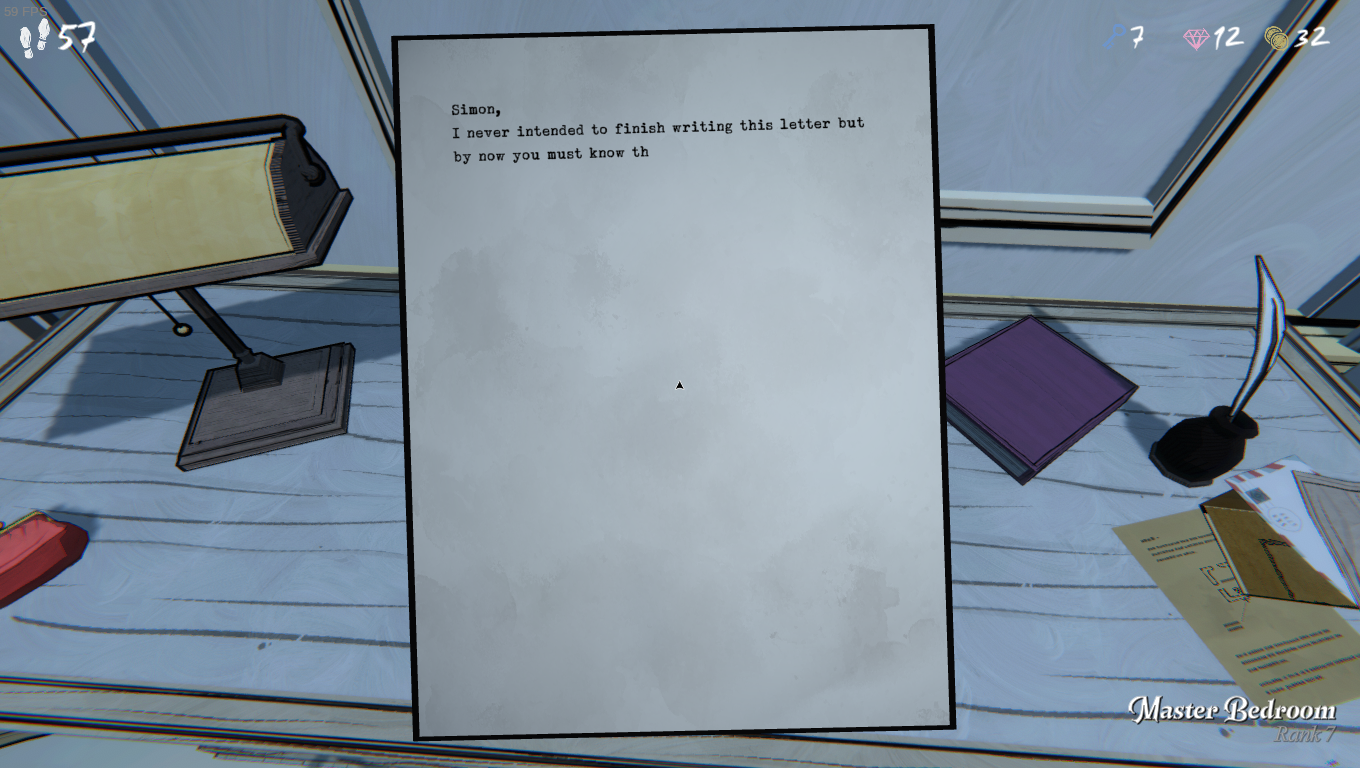 59 FPS
57
7
12
32
Simon,
I never intended to finish writing this letter but
by now you must know th
Master Bedroom
Rank 7